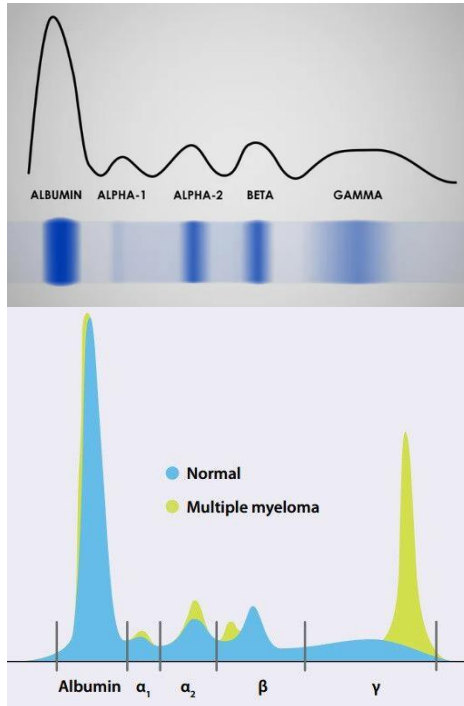 ALBUMIN ALPHA-1 ALPHA-2 BETA GAMMA
Normal
Multiple myeloma
Albumin α₁ α₂ β γ